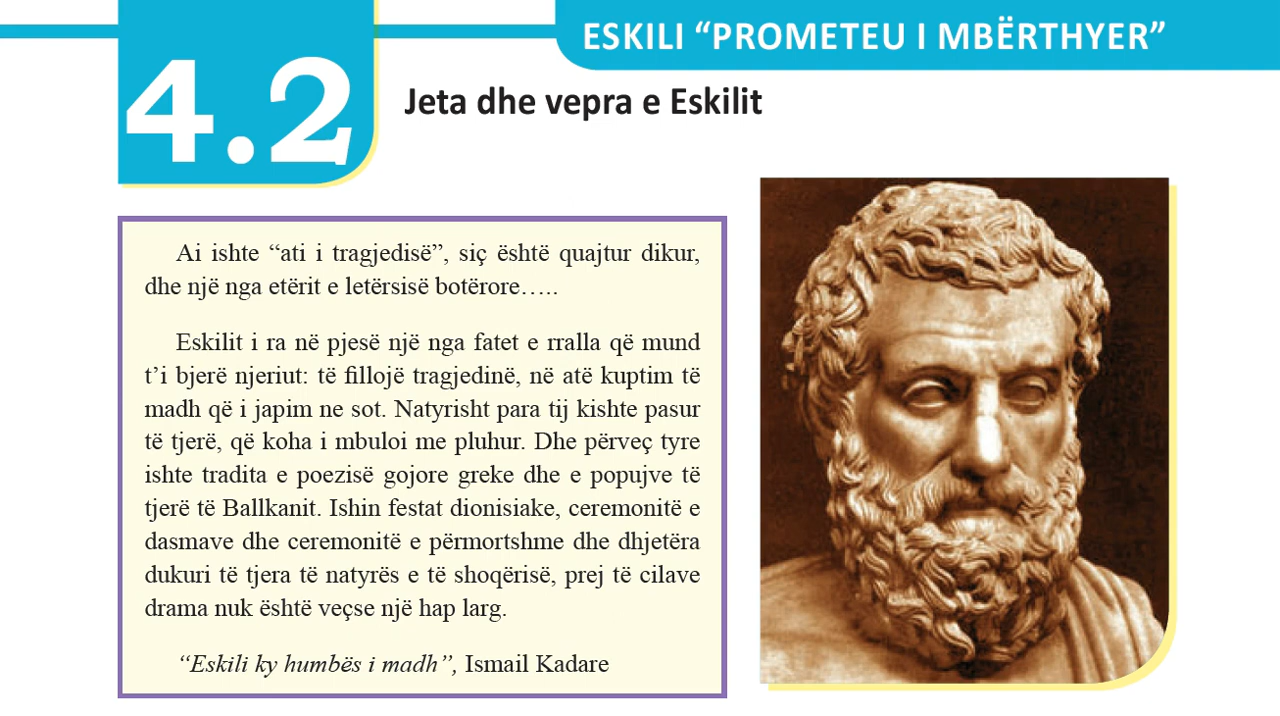 4.2
ESKILI “PROMETEU I MBËRTHYER”
Jeta dhe vepra e Eskilit
Ai ishte “ati i tragjedisë”, siç është quajtur dikur,
dhe një nga etërit e letërsisë botërore…..
Eskilit i ra në pjesë një nga fatet e rralla që mund
t’i bjerë njeriut: të fillojë tragjedinë, në atë kuptim të
madh që i japim ne sot. Natyrisht para tij kishte pasur
të tjerë, që koha i mbuloi me pluhur. Dhe përveç tyre
ishte tradita e poezisë gojore greke dhe e popujve të
tjerë të Ballkanit. Ishin festat dionisiake, ceremonitë e
dasmave dhe ceremonitë e përmortshme dhe dhjetëra
dukuri të tjera të natyrës e të shoqërisë, prej të cilave
drama nuk është veçse një hap larg.
“Eskili ky humbës i madh”, Ismail Kadare